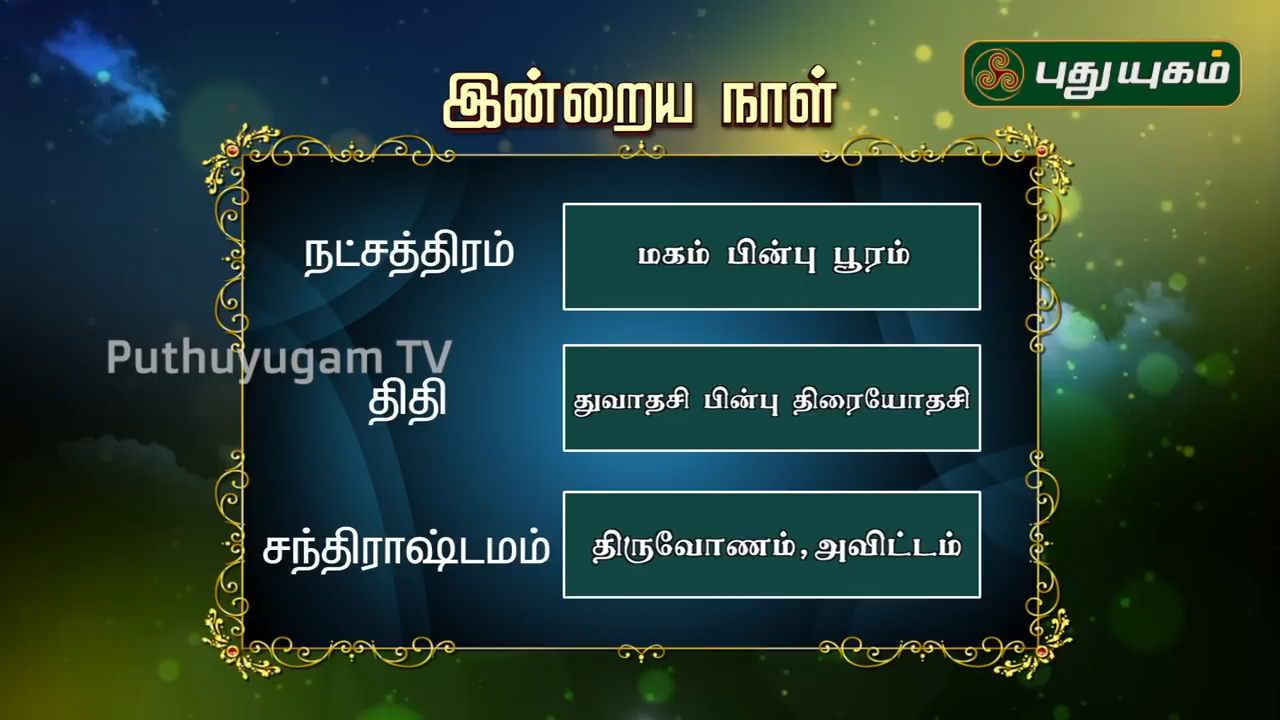 இன்றைய நாள்
புதுயுகம்
நட்சத்திரம்
மகம் பின்பு பூரம்
Puthuyugam TV
திதி
துவாதசி பின்பு திரையோதசி
சந்திராஷ்டமம்
திருவோணம், அவிட்டம்